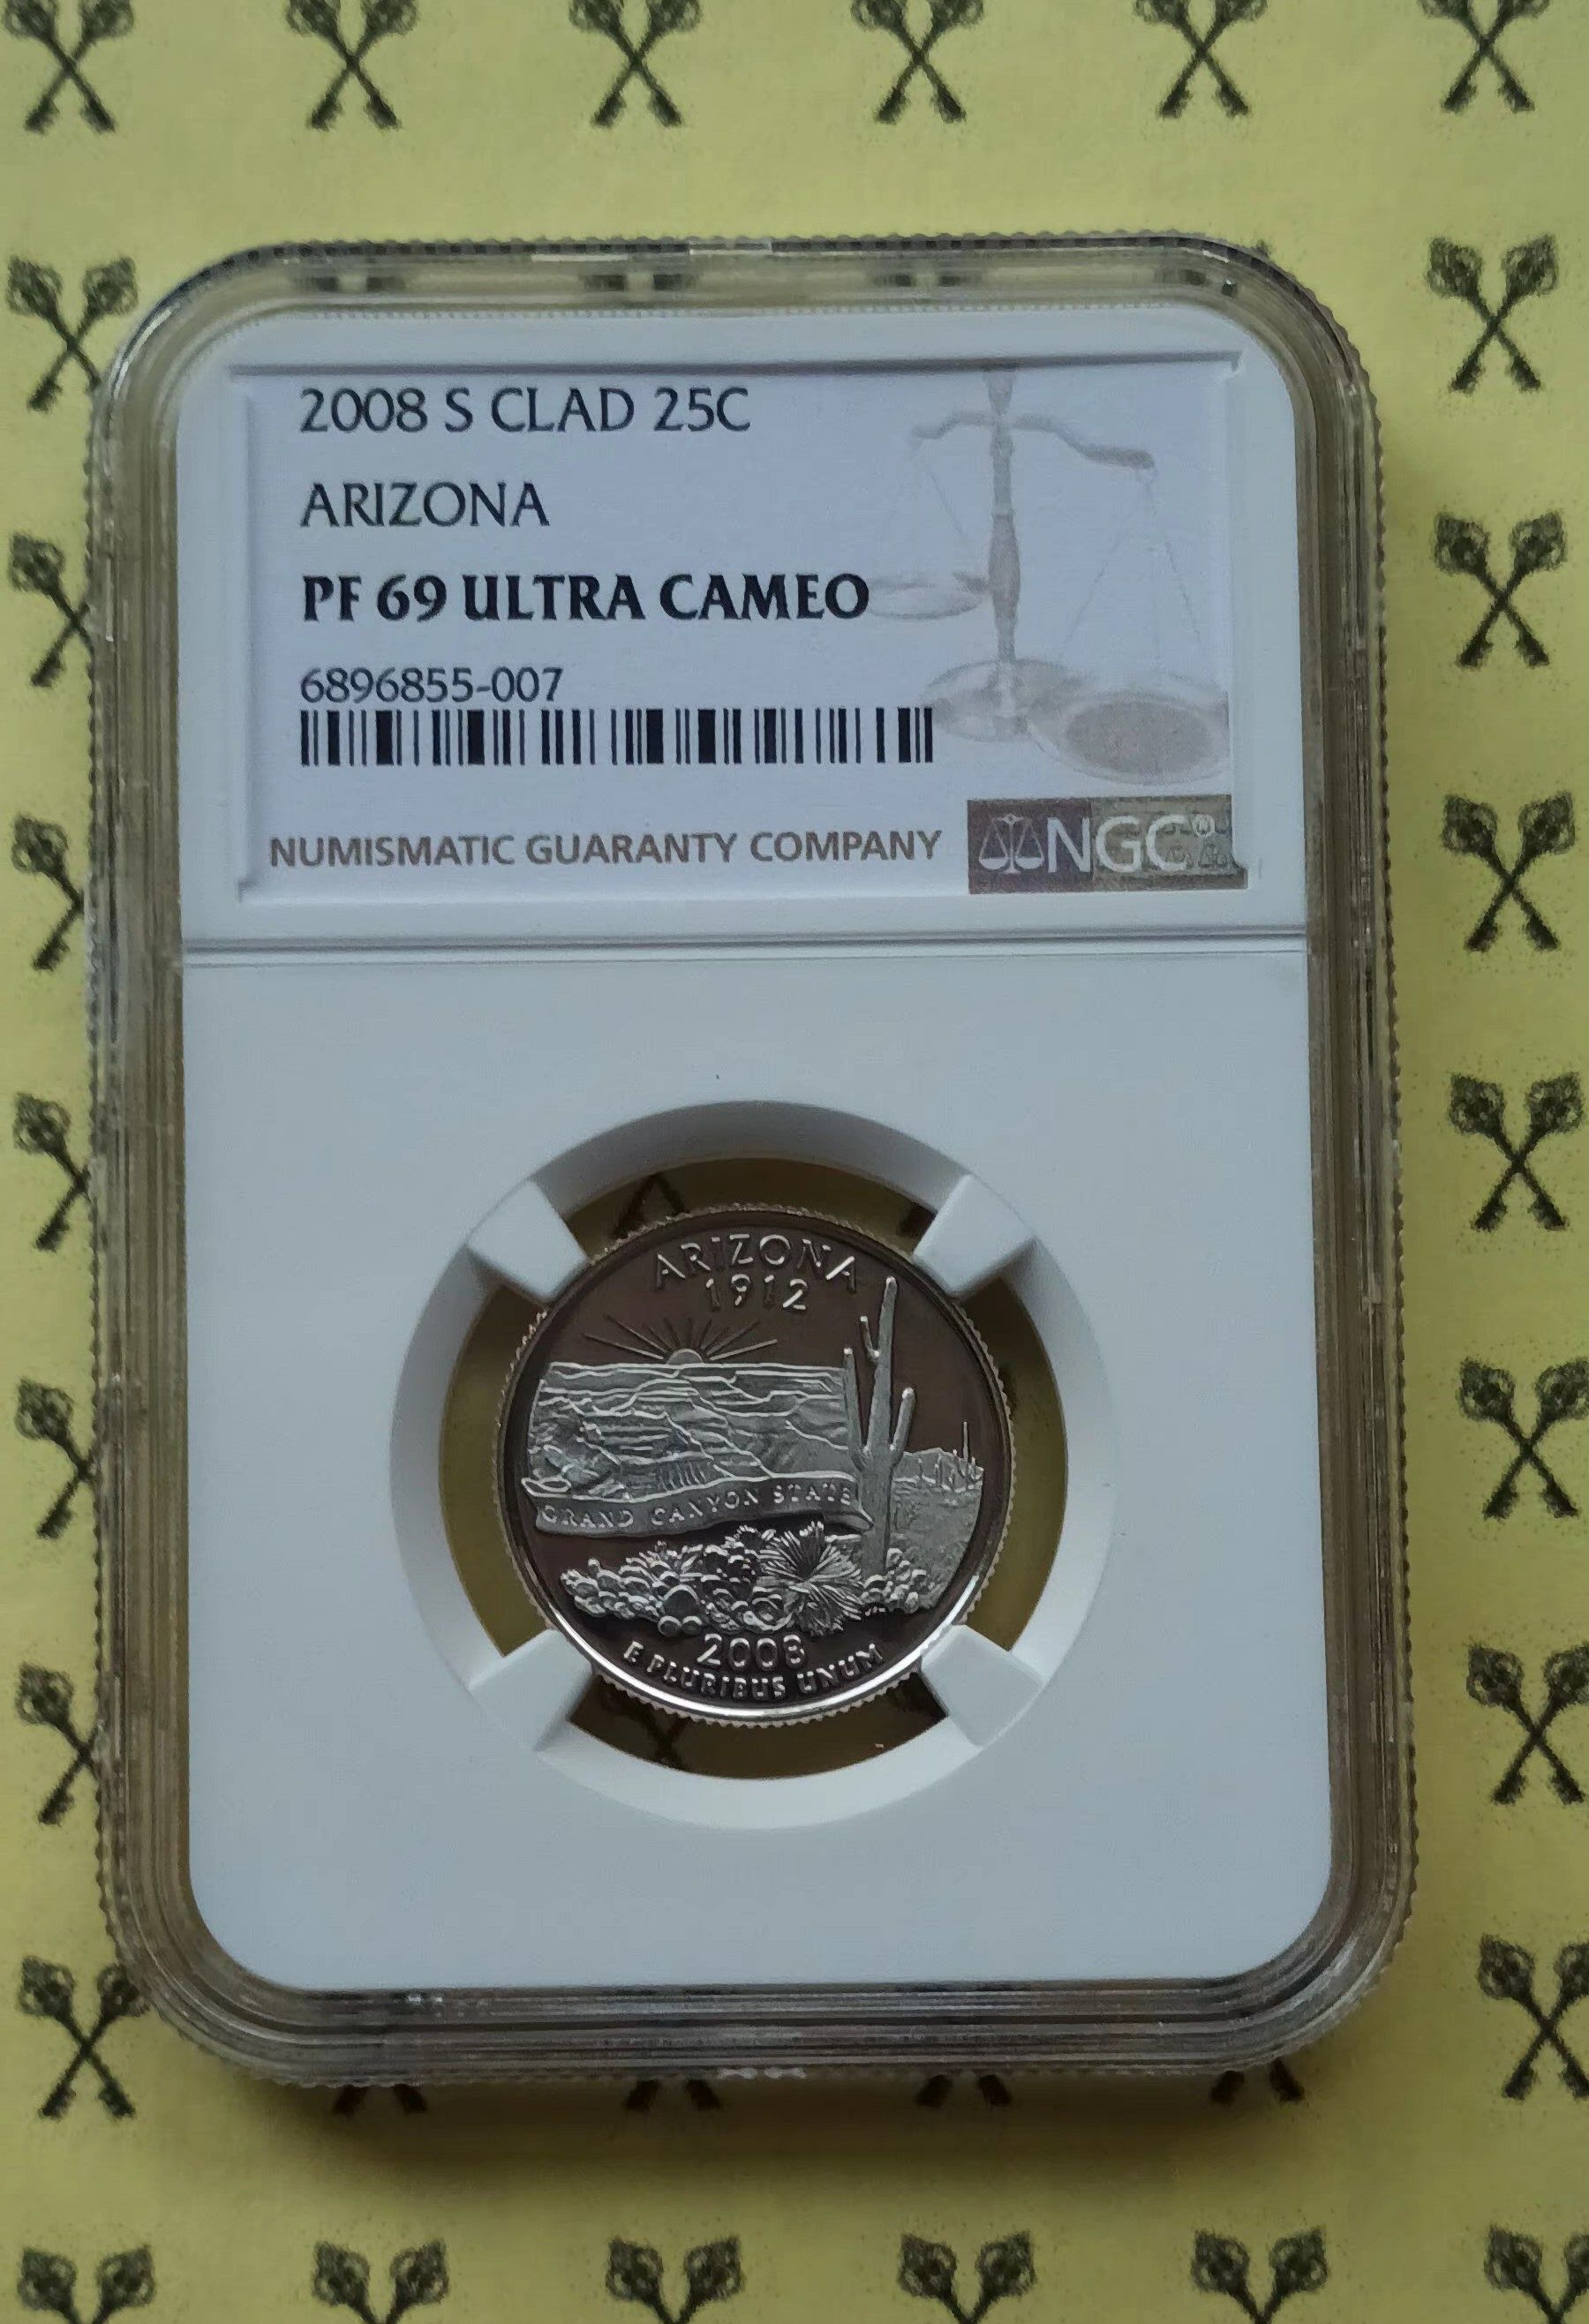 2008 S CLAD 25C
ARIZONA
PF 69 ULTRA CAMEO
6896855-007
NUMISMATIC GUARANTY COMPANY NGC®
ARIZONA
1912
GRAND CANYON STATE
2008
E PLURIBUS UNUM